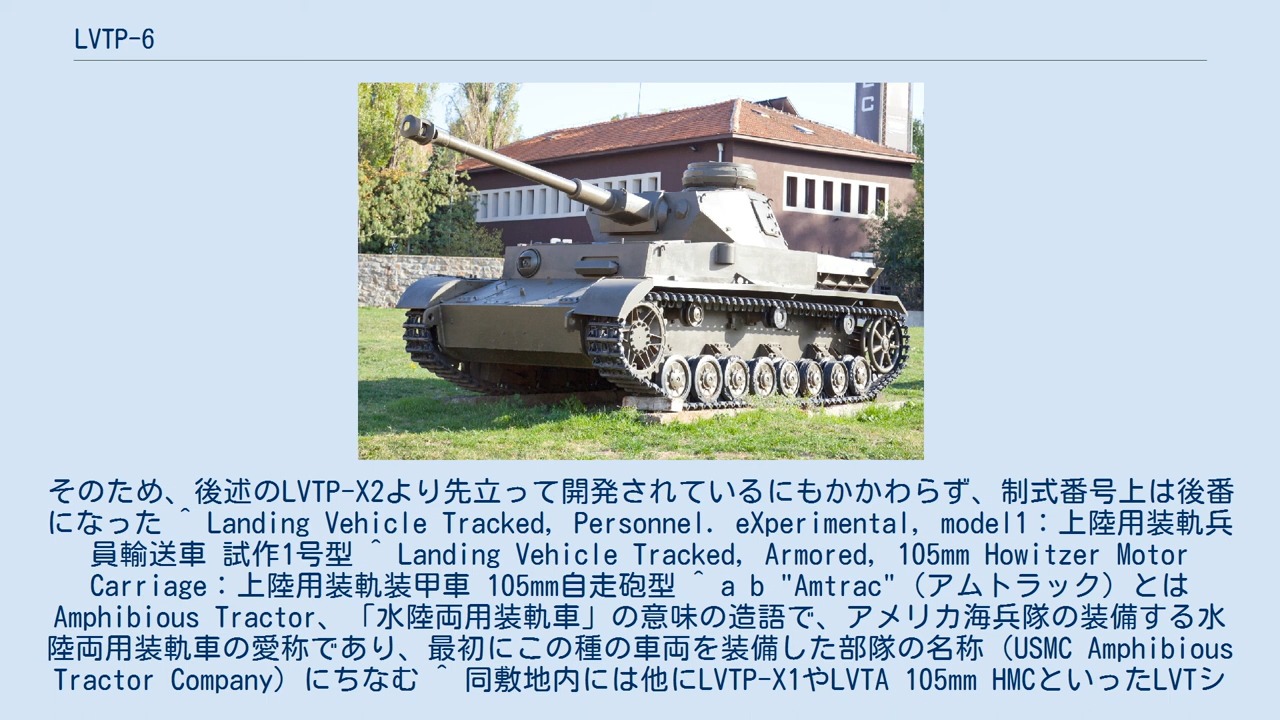 LVTP-6
C
そのため、後述のLVTP-X2より先立って開発されているにもかかわらず、制式番号上は後番
になった ^ Landing Vehicle Tracked, Personnel. eXperimental, model1：上陸用装軌兵
員輸送車 試作1号型 ^ Landing Vehicle Tracked, Armored, 105mm Howitzer Motor
Carriage：上陸用装軌装甲車 105mm自走砲型 ^ a b "Amtrac"（アムトラック）とは
Amphibious Tractor、「水陸両用装軌車」の意味の造語で、アメリカ海兵隊の装備する水
陸両用装軌車の愛称であり、最初にこの種の車両を装備した部隊の名称（USMC Amphibious
Tractor Company）にちなむ ^ 同敷地内には他にLVTP-X1やLVTA 105mm HMCといったLVTシ